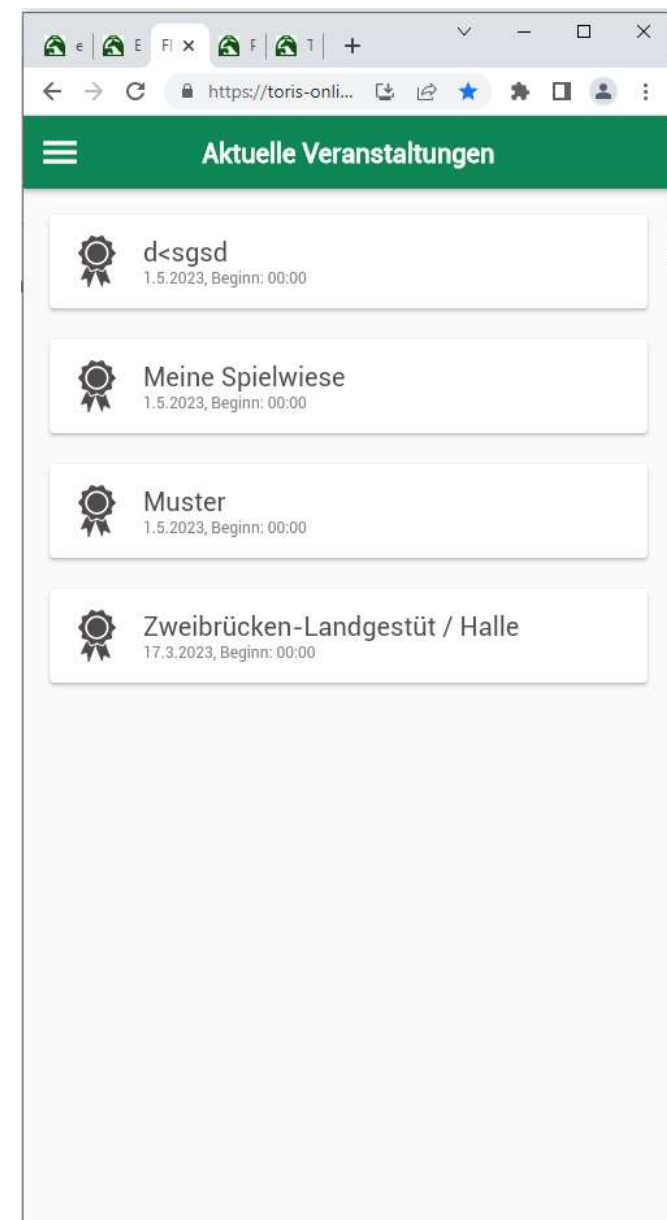 e E Fl F T
https://toris-onli...
Aktuelle Veranstaltungen
d<sgsd
1.5.2023, Beginn: 00:00
Meine Spielwiese
1.5.2023, Beginn: 00:00
Muster
1.5.2023, Beginn: 00:00
Zweibrücken-Landgestüt / Halle
17.3.2023, Beginn: 00:00